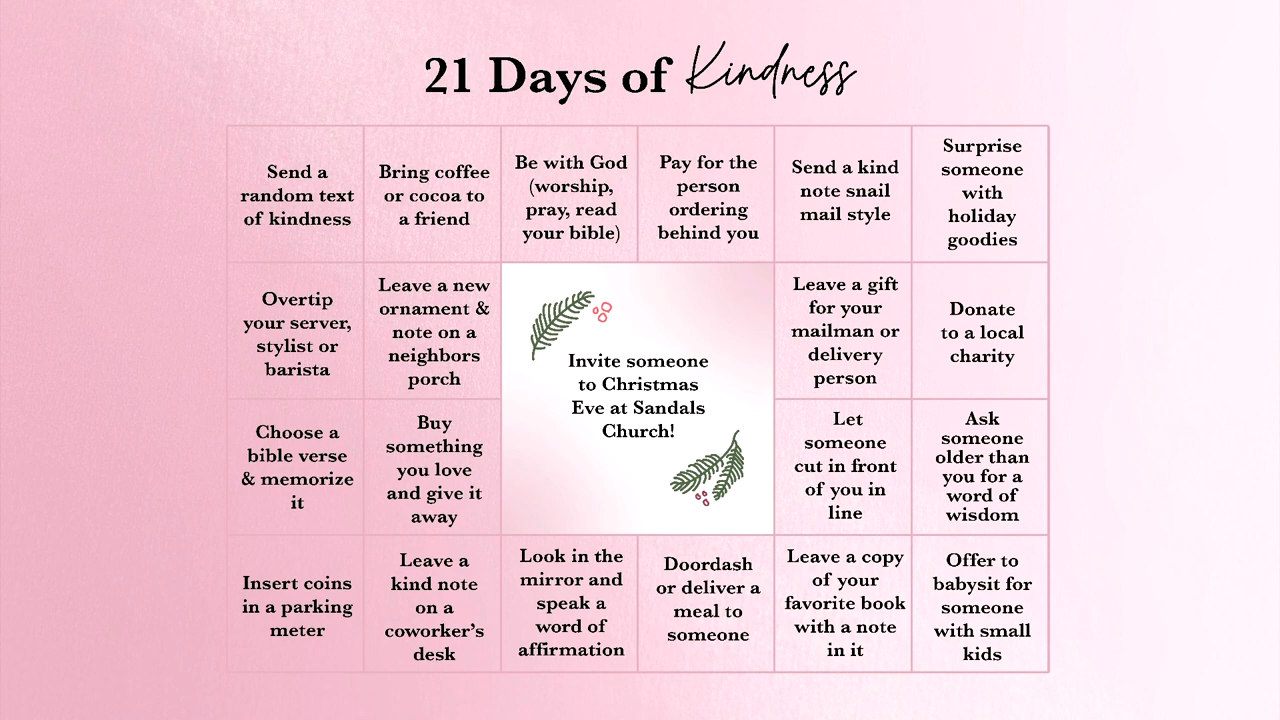 21 Days of Kindness
Send a
random text
of kindness
Bring coffee
or cocoa to
a friend
Be with God
(worship,
pray, read
your bible)
Pay for the
person
ordering
behind you
Send a kind
note snail
mail style
Surprise
someone
with
holiday
goodies
Overtip
your server,
stylist or
barista
Leave a new
ornament &
note on a
neighbors
porch
Invite someone
to Christmas
Eve at Sandals
Church!
Leave a gift
for your
mailman or
delivery
person
Donate
to a local
charity
Choose a
bible verse
& memorize
it
Buy
something
you love
and give it
away
Let
someone
cut in front
of you in
line
Ask
someone
older than
you for a
word of
wisdom
Insert coins
in a parking
meter
Leave a
kind note
on a
coworker's
desk
Look in the
mirror and
speak a
word of
affirmation
Doordash
or deliver a
meal to
someone
Leave a copy
of your
favorite book
with a note
in it
Offer to
babysit for
someone
with small
kids